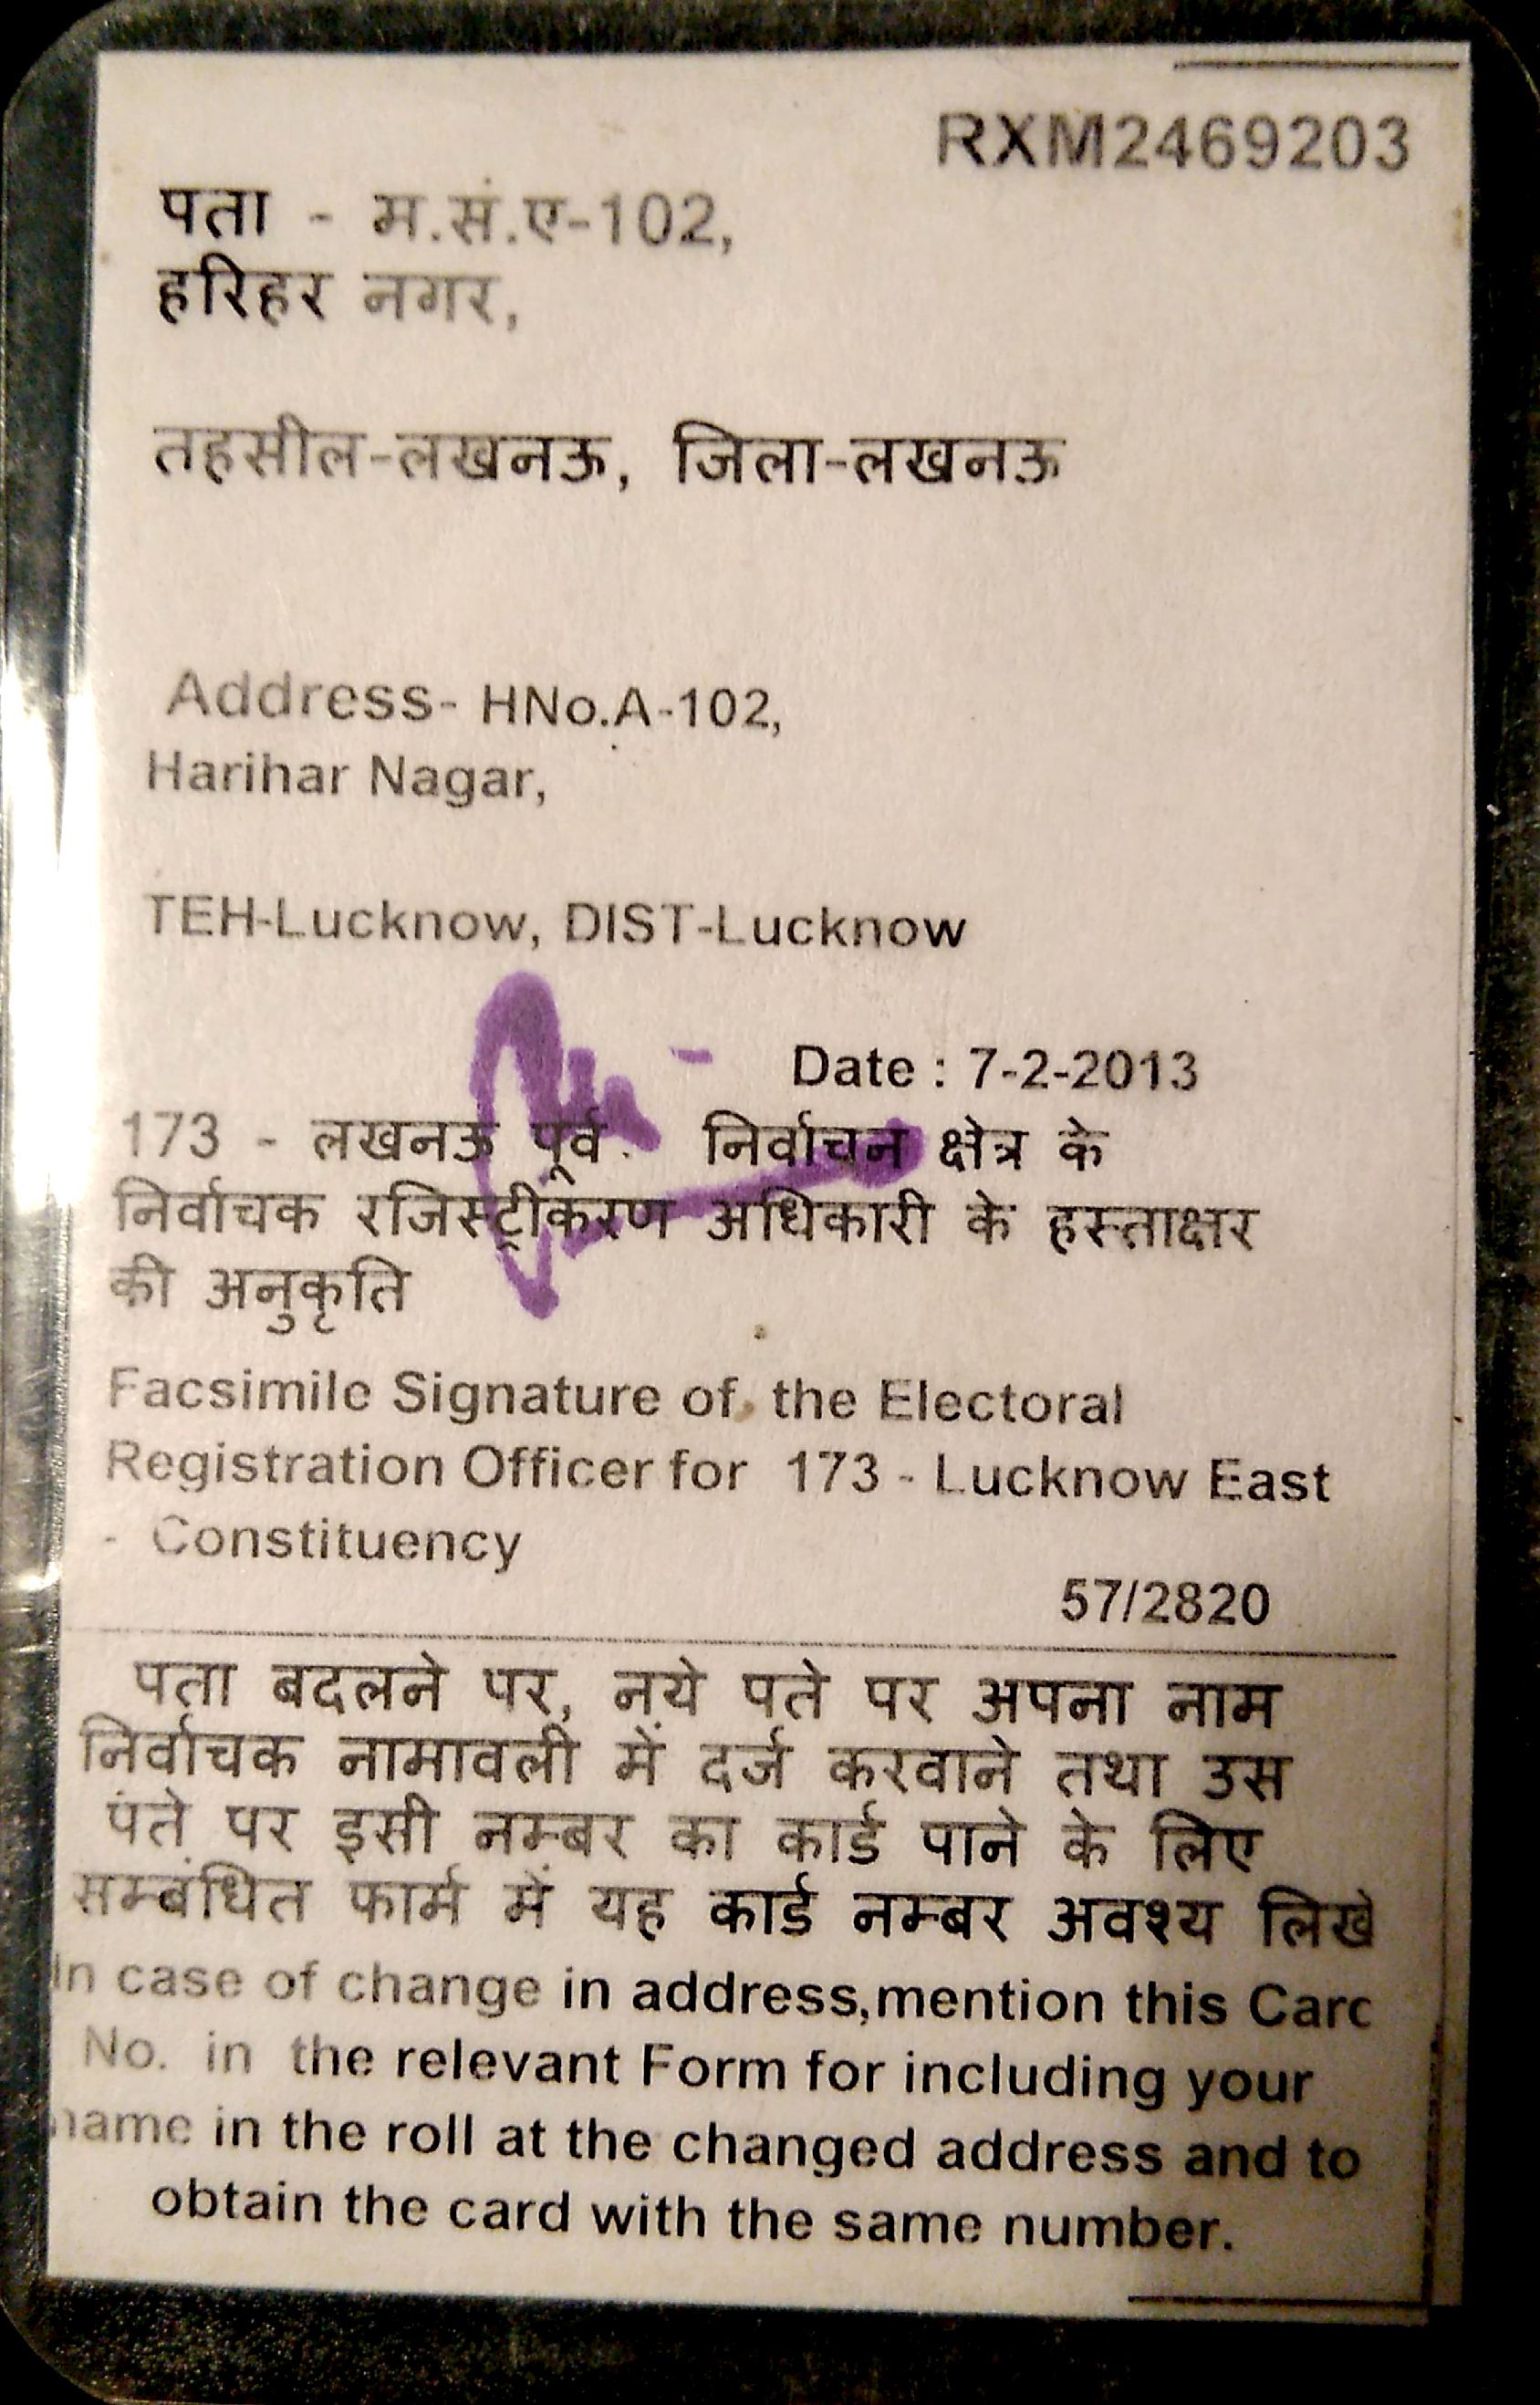 RXM2469203
पता - म.सं.ए-102,
हरिहर नगर,
तहसील-लखनऊ, जिला-लखनऊ
Address- HNo.A-102,
Harihar Nagar,
TEH-Lucknow, DIST-Lucknow
Date : 7-2-2013
173 - लखनऊ पूर्व निर्वाचन क्षेत्र के
निर्वाचक रजिस्ट्रीकरण अधिकारी के हस्ताक्षर
की अनुकृति
Facsimile Signature of the Electoral
Registration Officer for 173 - Lucknow East
- Constituency
57/2820
पता बदलने पर, नये पते पर अपना नाम
निर्वाचक नामावली में दर्ज करवाने तथा उस
पते पर इसी नम्बर का कार्ड पाने के लिए
सम्बंधित फार्म में यह कार्ड नम्बर अवश्य लिखे
In case of change in address,mention this Carc
No. in the relevant Form for including your
name in the roll at the changed address and to
obtain the card with the same number.